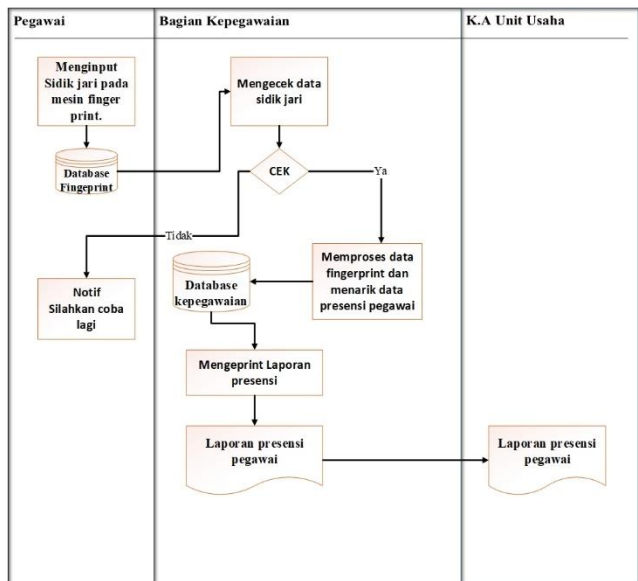 Pegawai
Bagian Kepegawaian
K.A Unit Usaha
Menginput
Sidik jari pada
mesin finger
print.
Mengecek data
sidik jari
Database
Fingeprint
CEK
Ya
Tidak
Notif
Silahkan coba
lagi
Database
kepegawaian
Memproses data
fingerprint dan
menarik data
presensi pegawai
Mengeprint Laporan
presensi
Laporan presensi
pegawai
Laporan presensi
pegawai